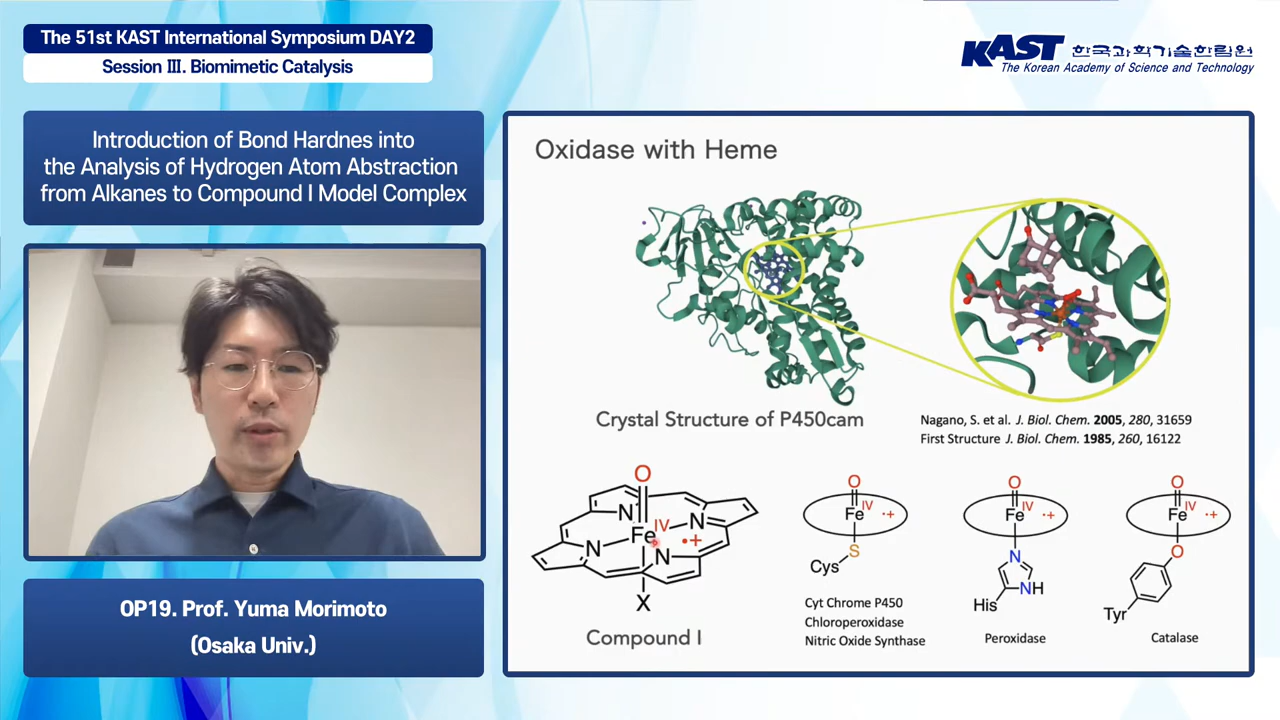 The 51st KAST International Symposium DAY2
Session Ⅲ. Biomimetic Catalysis
KAST 한국과학기술한림원
The Korean Academy of Science and Technology
Introduction of Bond Hardnes into
the Analysis of Hydrogen Atom Abstraction
from Alkanes to Compound I Model Complex
OP19. Prof. Yuma Morimoto
(Osaka Univ.)
Oxidase with Heme
Crystal Structure of P450cam
Nagano, S. et al. J. Biol. Chem. 2005, 280, 31659
First Structure J. Biol. Chem. 1985, 260, 16122
O
N
Fe IV N
N N •+
X
Compound I
O
Fe IV •+
S
Cys
Cyt Chrome P450
Chloroperoxidase
Nitric Oxide Synthase
O
Fe IV •+
N
NH
His
Peroxidase
O
Fe IV •+
O
Tyr
Catalase